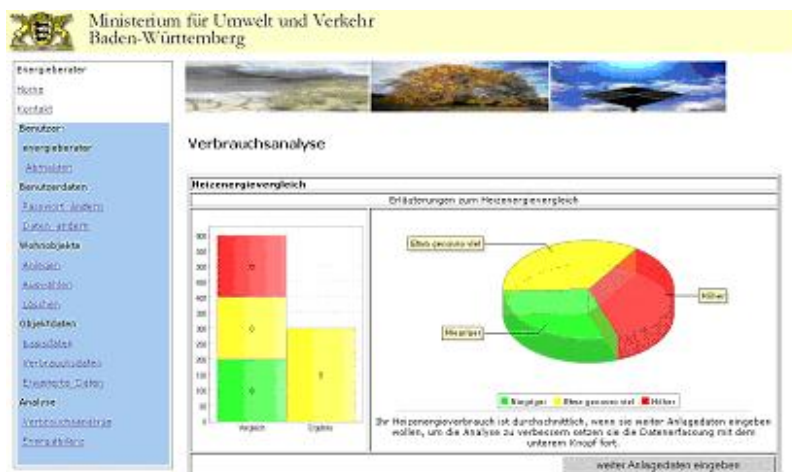 Ministerium für Umwelt und Verkehr
Baden-Württemberg
Energieberater
Home
Kontakt
Benutzer:
energieberater
Abmelden
Benutzerdaten
Passwort ändern
Daten ändern
Wohnobjekte
Anlegen
Auswählen
Löschen
Objektdaten
Basisdaten
Verbrauchsdaten
Erweiterte Daten
Analyse
Verbrauchsanalyse
Energiebilanz
Verbrauchsanalyse
Heizenergievergleich
Erläuterungen zum Heizenergievergleich
Vergleich
Ergebnis
Etwa genauso viel
Höher
Niedriger
Niedriger Etwa genauso viel Höher
Ihr Heizenergieverbrauch ist durchschnittlich, wenn sie weiter Anlagedaten eingeben
wollen, um die Analyse zu verbessern setzen sie die Datenerfassung mit dem
unterem Knopf fort.
weiter Anlagedaten eingeben